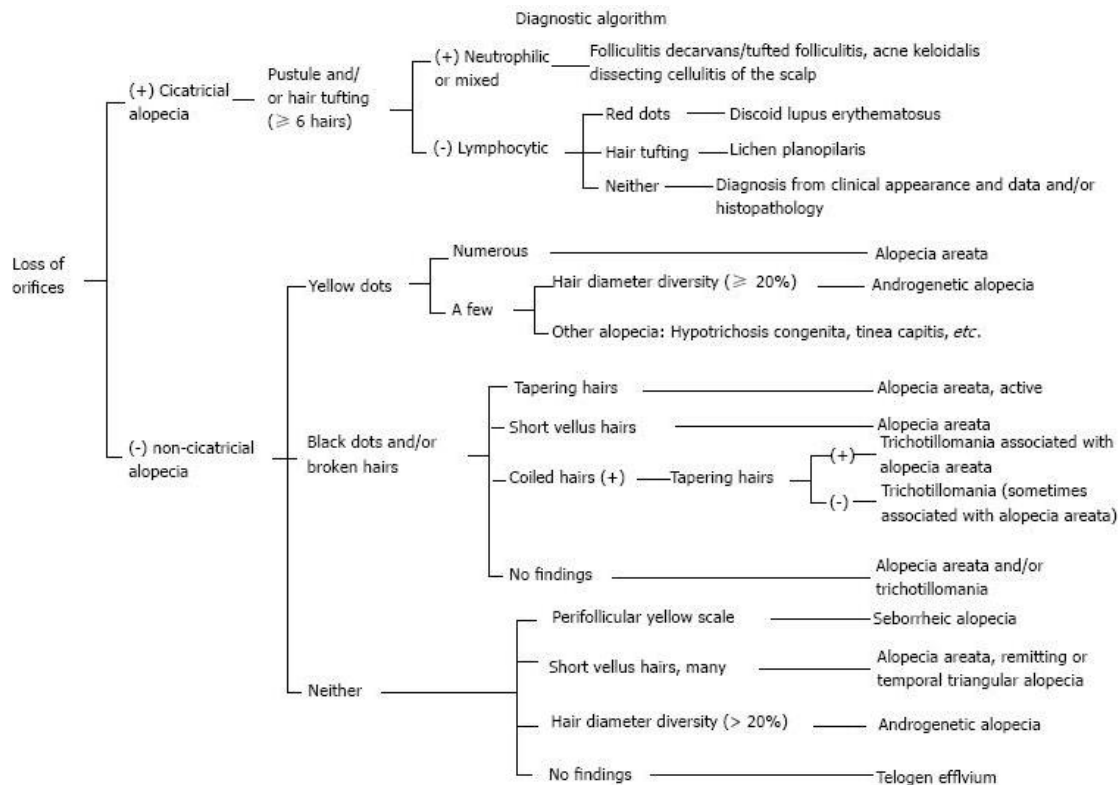 Diagnostic algorithm
(+) Neutrophilic
or mixed
Folliculitis decarvans/tufted folliculitis, acne keloidalis
dissecting cellulitis of the scalp
(+) Cicatricial
alopecia
Pustule and/
or hair tufting
(⩾ 6 hairs)
Red dots
Discoid lupus erythematosus
(-) Lymphocytic
Hair tufting
Lichen planopilaris
Neither
Diagnosis from clinical appearance and data and/or
histopathology
Loss of
orifices
Numerous
Alopecia areata
Yellow dots
Hair diameter diversity (⩾ 20%)
Androgenetic alopecia
A few
Other alopecia: Hypotrichosis congenita, tinea capitis, etc.
Tapering hairs
Alopecia areata, active
(-) non-cicatricial
alopecia
Black dots and/or
broken hairs
Short vellus hairs
Alopecia areata
Coiled hairs (+)
Tapering hairs
(+)
Trichotillomania associated with
alopecia areata
(-)
Trichotillomania (sometimes
associated with alopecia areata)
No findings
Alopecia areata and/or
trichotillomania
Perifollicular yellow scale
Seborrheic alopecia
Short vellus hairs, many
Alopecia areata, remitting or
temporal triangular alopecia
Neither
Hair diameter diversity (> 20%)
Androgenetic alopecia
No findings
Telogen efflvium